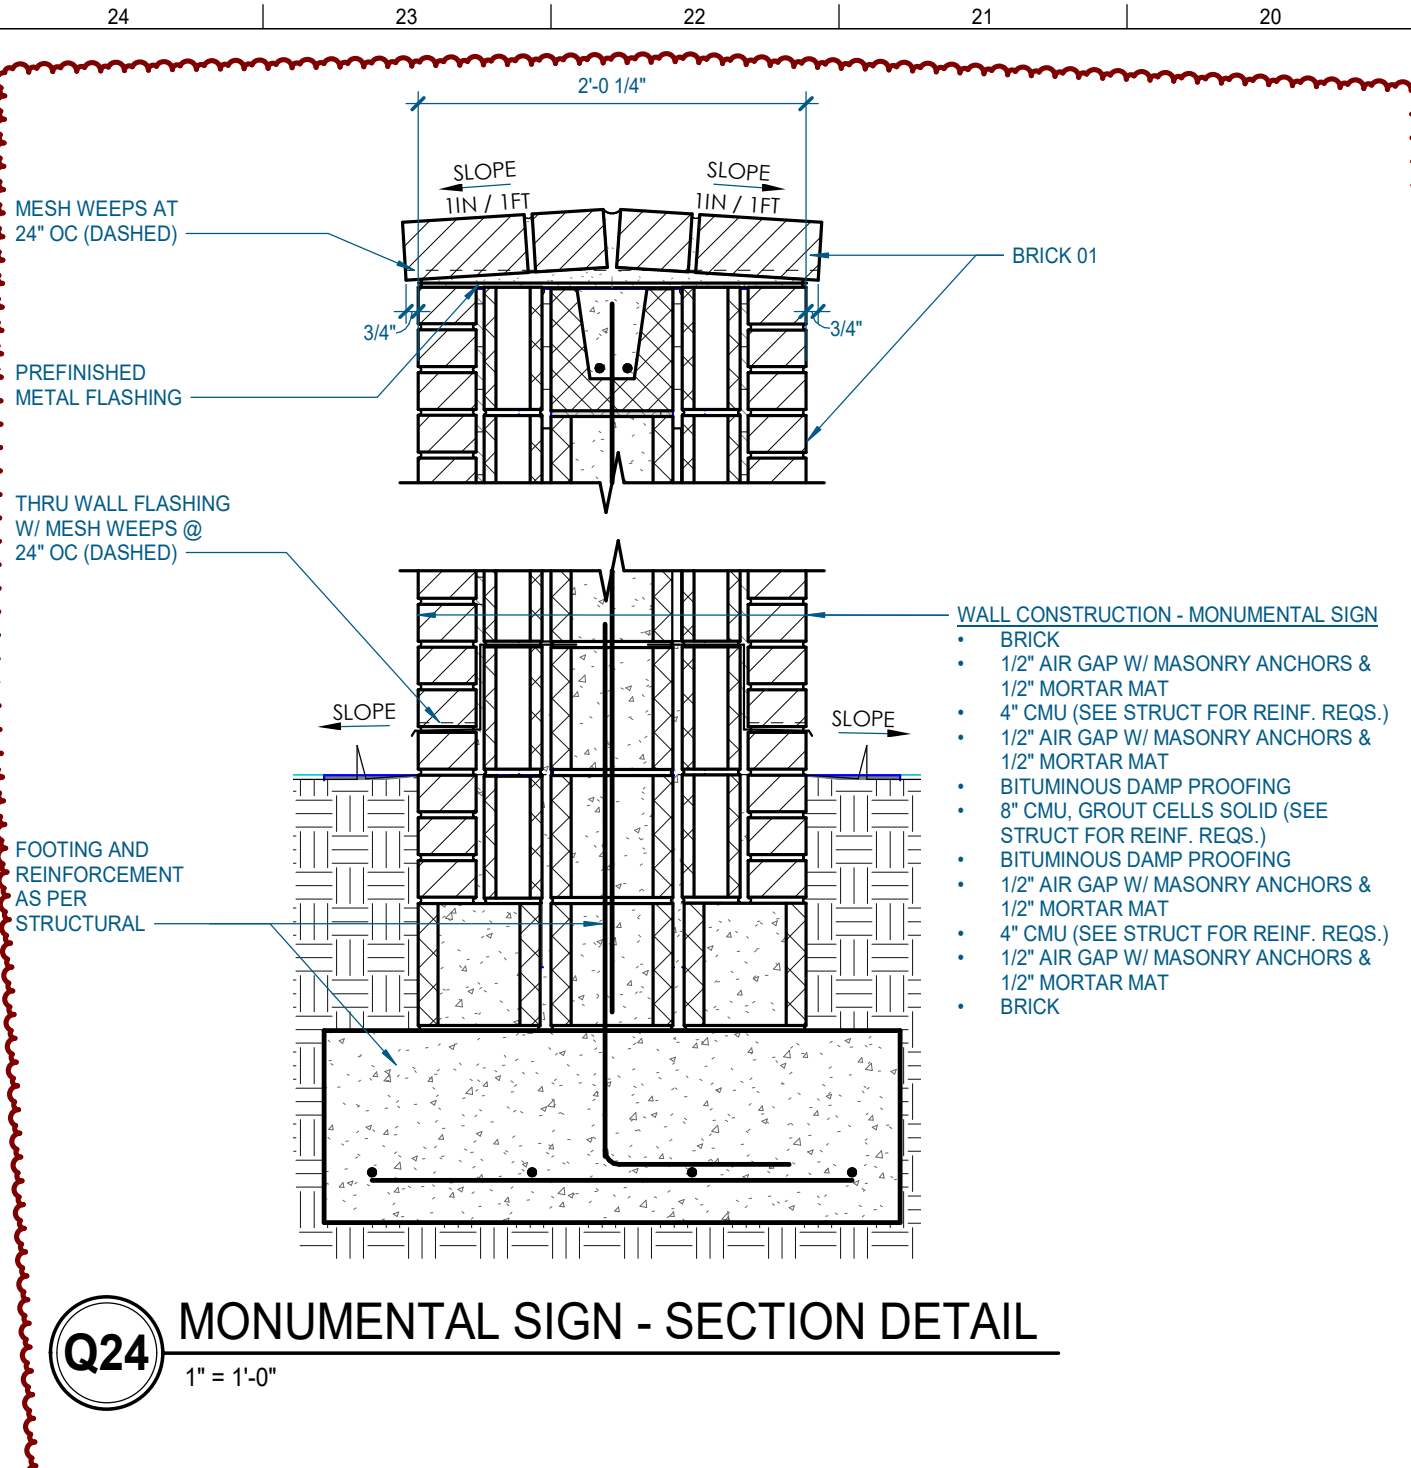 24 23 22 21 20
2'-0 1/4"
SLOPE
1IN / 1FT
SLOPE
1IN / 1FT
MESH WEEPS AT
24" OC (DASHED)
BRICK 01
3/4"
3/4"
PREFINISHED
METAL FLASHING
THRU WALL FLASHING
W/ MESH WEEPS @
24" OC (DASHED)
SLOPE
SLOPE
WALL CONSTRUCTION - MONUMENTAL SIGN
• BRICK
• 1/2" AIR GAP W/ MASONRY ANCHORS &
1/2" MORTAR MAT
• 4" CMU (SEE STRUCT FOR REINF. REQS.)
• 1/2" AIR GAP W/ MASONRY ANCHORS &
1/2" MORTAR MAT
• BITUMINOUS DAMP PROOFING
• 8" CMU, GROUT CELLS SOLID (SEE
STRUCT FOR REINF. REQS.)
• BITUMINOUS DAMP PROOFING
• 1/2" AIR GAP W/ MASONRY ANCHORS &
1/2" MORTAR MAT
• 4" CMU (SEE STRUCT FOR REINF. REQS.)
• 1/2" AIR GAP W/ MASONRY ANCHORS &
1/2" MORTAR MAT
• BRICK
FOOTING AND
REINFORCEMENT
AS PER
STRUCTURAL
Q24
MONUMENTAL SIGN - SECTION DETAIL
1" = 1'-0"